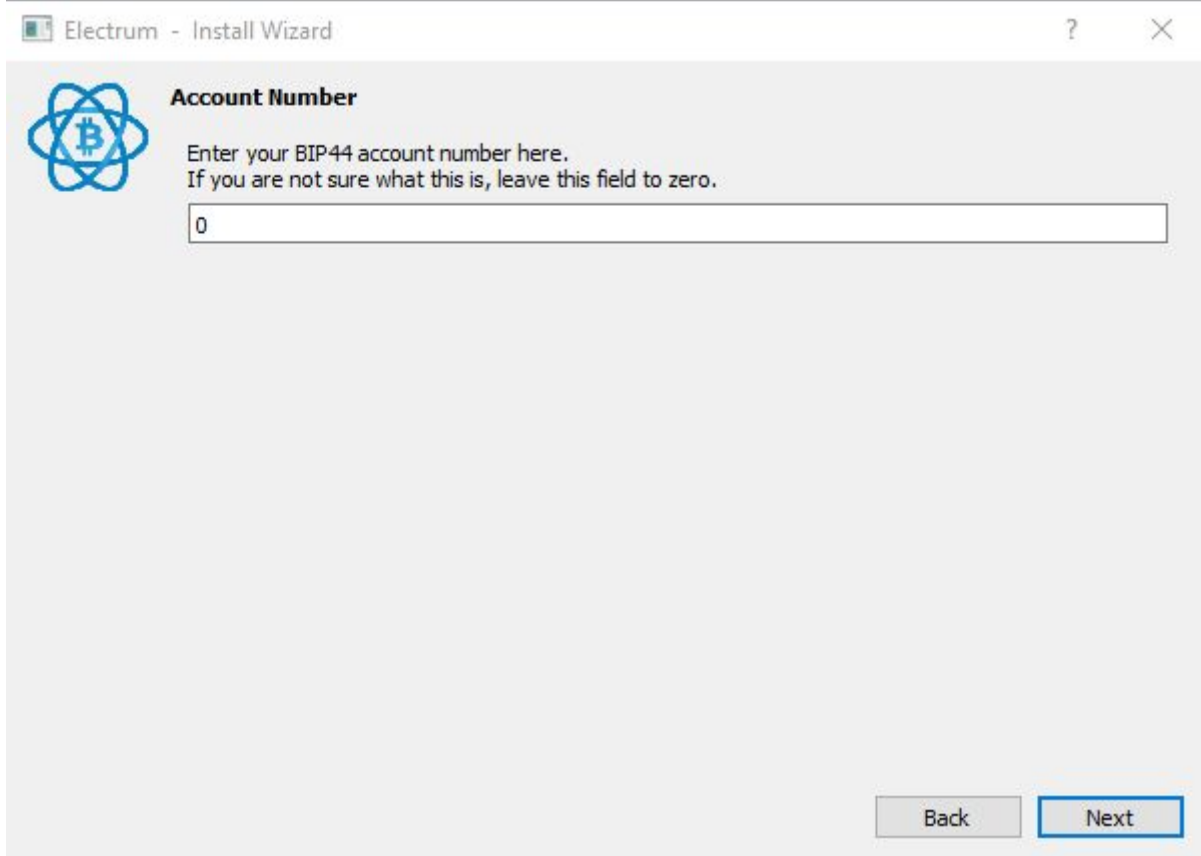 Electrum - Install Wizard
Account Number
Enter your BIP44 account number here.
If you are not sure what this is, leave this field to zero.
0
Back Next